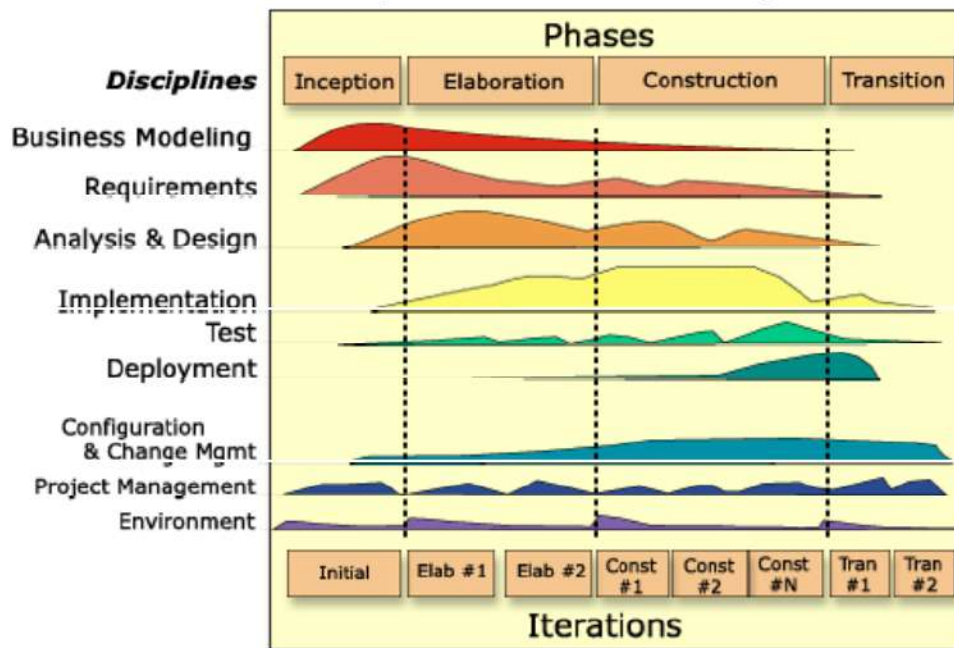 Phases
Disciplines
Inception
Elaboration
Construction
Transition
Business Modeling
Requirements
Analysis & Design
Implementation
Test
Deployment
Configuration
& Change Mgmt
Project Management
Environment
Initial
Elab #1
Elab #2
Const
#1
Const
#2
Const
#N
Tran
#1
Tran
#2
Iterations